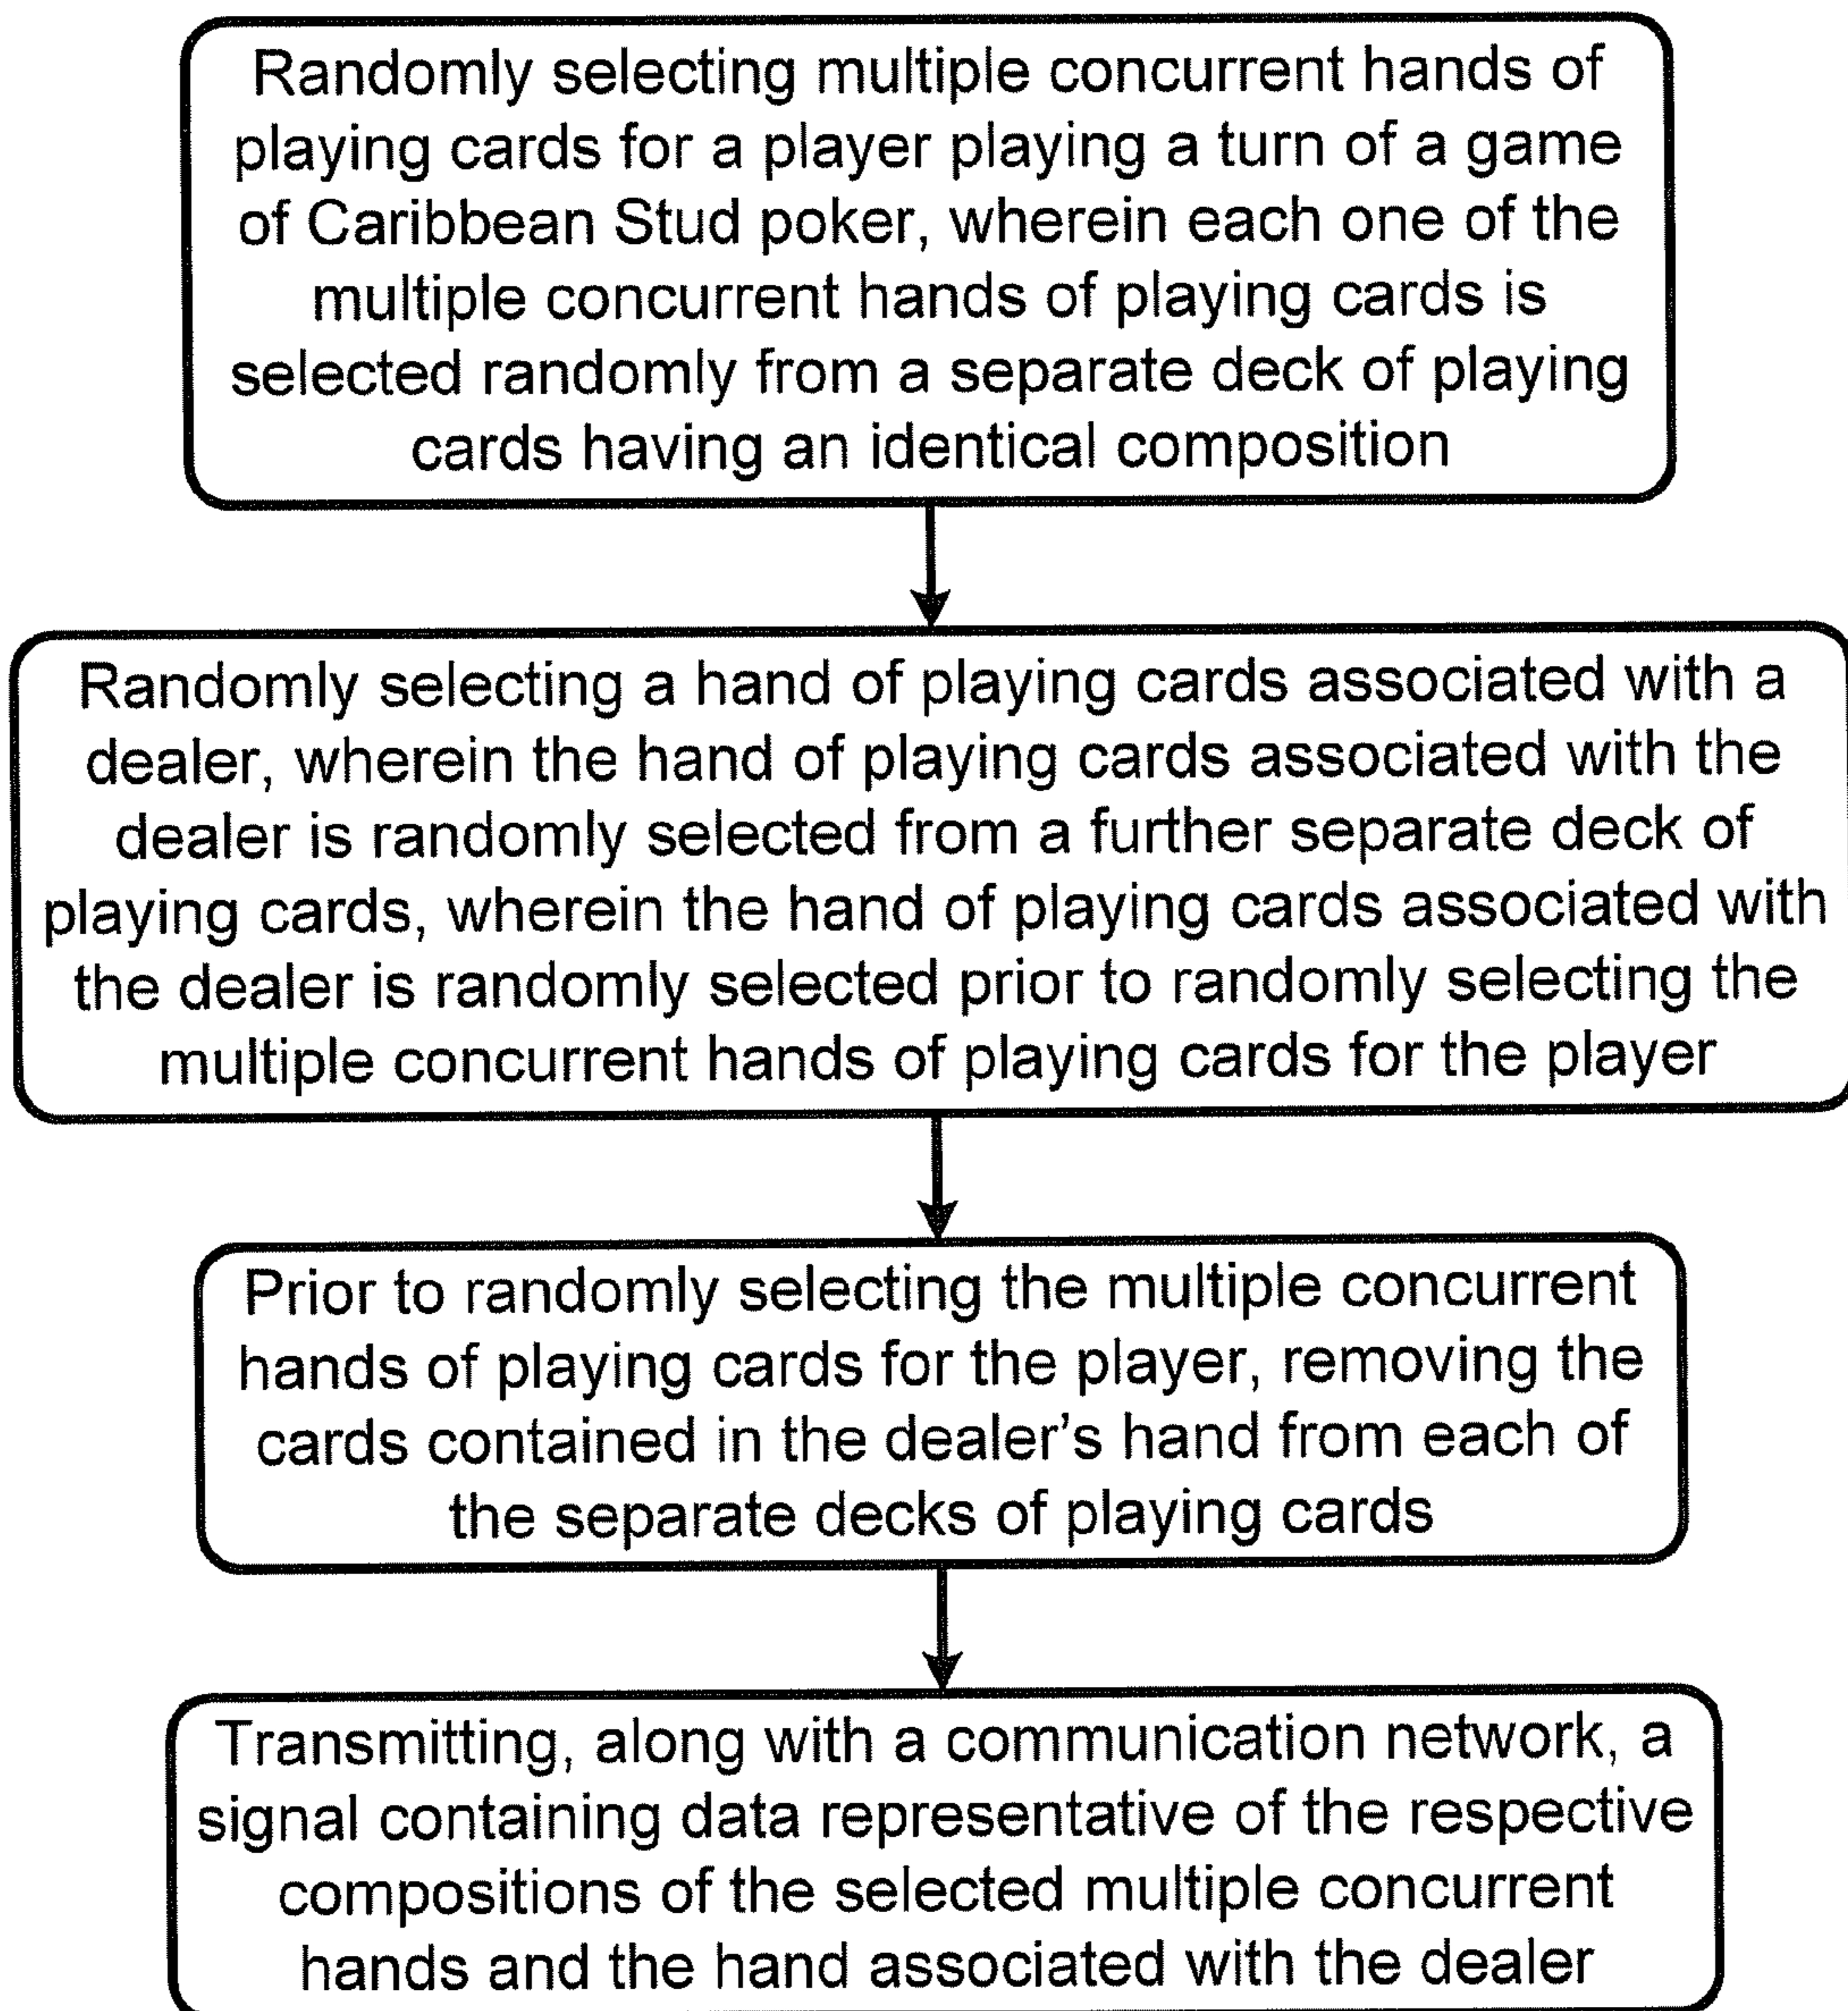 Randomly selecting multiple concurrent hands of
playing cards for a player playing a turn of a game
of Caribbean Stud poker, wherein each one of the
multiple concurrent hands of playing cards is
selected randomly from a separate deck of playing
cards having an identical composition
Randomly selecting a hand of playing cards associated with a
dealer, wherein the hand of playing cards associated with the
dealer is randomly selected from a further separate deck of
playing cards, wherein the hand of playing cards associated with
the dealer is randomly selected prior to randomly selecting the
multiple concurrent hands of playing cards for the player
Prior to randomly selecting the multiple concurrent
hands of playing cards for the player, removing the
cards contained in the dealer's hand from each of
the separate decks of playing cards
Transmitting, along with a communication network, a
signal containing data representative of the respective
compositions of the selected multiple concurrent
hands and the hand associated with the dealer